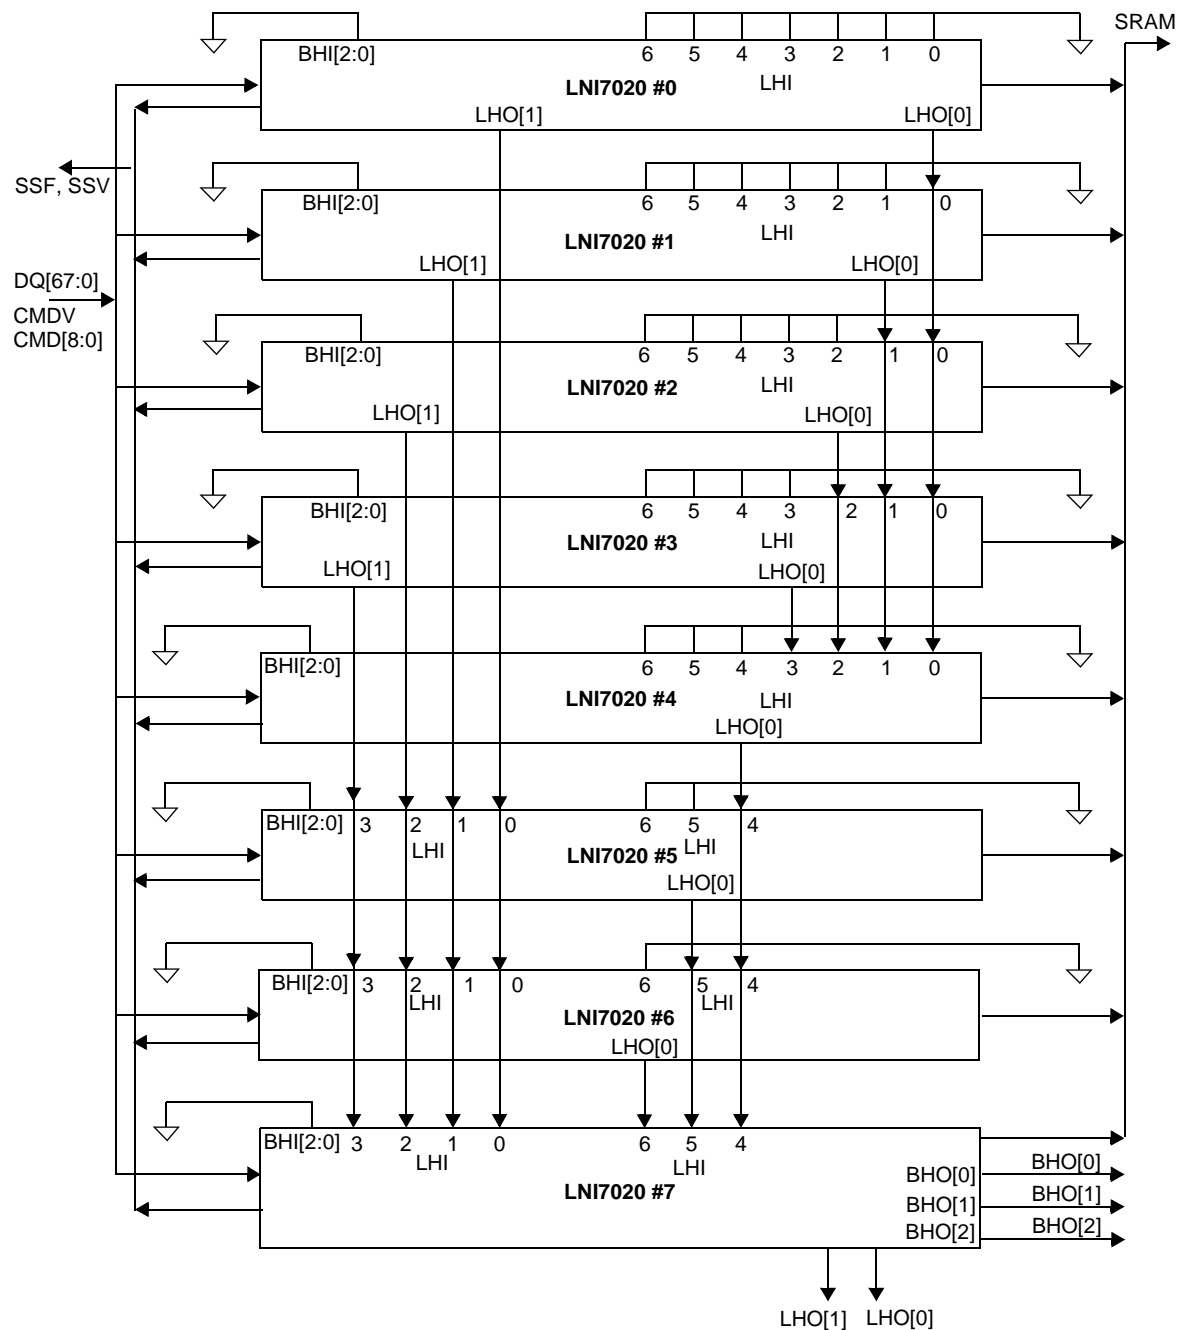 SRAM
BHI[2:0] 6 5 4 3 2 1 0
LHI
LNI7020 #0
LHO[1] LHO[0]
SSF, SSV
BHI[2:0] 6 5 4 3 2 1 0
LHI
LNI7020 #1
LHO[1] LHO[0]
DQ[67:0]
CMDV
CMD[8:0]
BHI[2:0] 6 5 4 3 2 1 0
LHI
LNI7020 #2
LHO[1] LHO[0]
BHI[2:0] 6 5 4 3 2 1 0
LHI
LNI7020 #3
LHO[1] LHO[0]
BHI[2:0] 6 5 4 3 2 1 0
LHI
LNI7020 #4
LHO[0]
BHI[2:0] 3 2 1 0 6 5 4
LHI LHI
LNI7020 #5
LHO[0]
BHI[2:0] 3 2 1 0 6 5 4
LHI LHI
LNI7020 #6
LHO[0]
BHI[2:0] 3 2 1 0 6 5 4
LHI LHI
LNI7020 #7
BHO[0] BHO[0]
BHO[1] BHO[1]
BHO[2] BHO[2]
LHO[1] LHO[0]